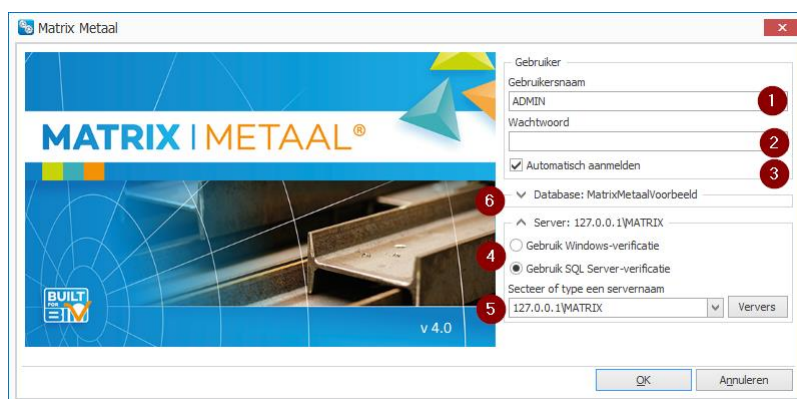 Matrix Metaal
MATRIX | METAAL®
BUILT
FOR
BIM
v 4.0
Gebruiker
Gebruikersnaam
ADMIN
1
Wachtwoord
2
Automatisch aanmelden
3
Database: MatrixMetaalVoorbeeld
6
Server: 127.0.0.1\MATRIX
Gebruik Windows-verificatie
4
Gebruik SQL Server-verificatie
Secteer of type een servernaam
5
127.0.0.1\MATRIX
Ververs
OK
Annuleren